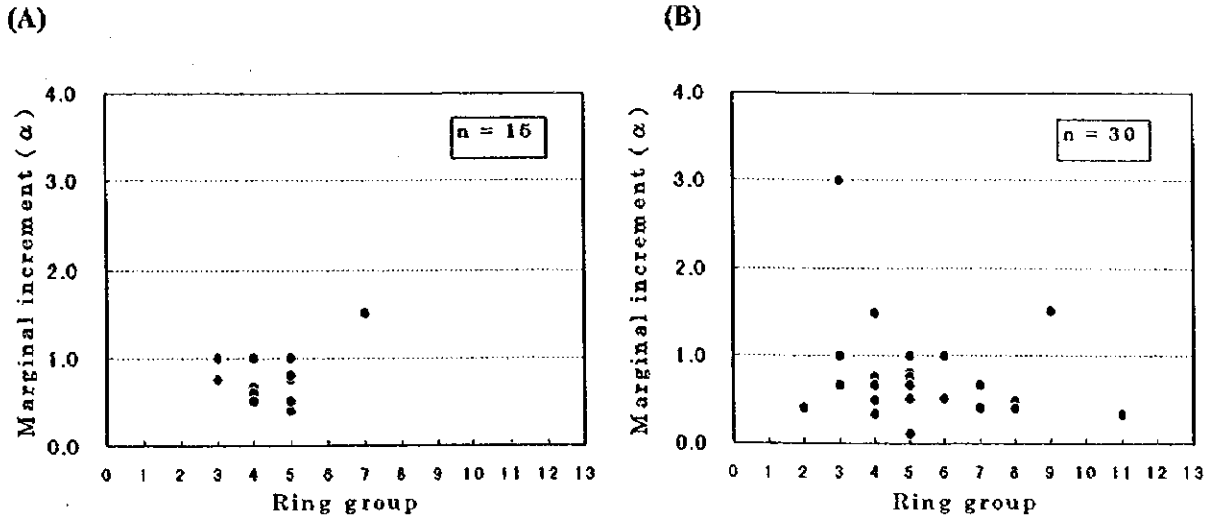 (A)
Marginal increment (α)
4.0
3.0
2.0
1.0
0.0
n = 15
0 1 2 3 4 5 6 7 8 9 10 11 12 13
Ring group
(B)
Marginal increment (α)
4.0
3.0
2.0
1.0
0.0
n = 30
0 1 2 3 4 5 6 7 8 9 10 11 12 13
Ring group